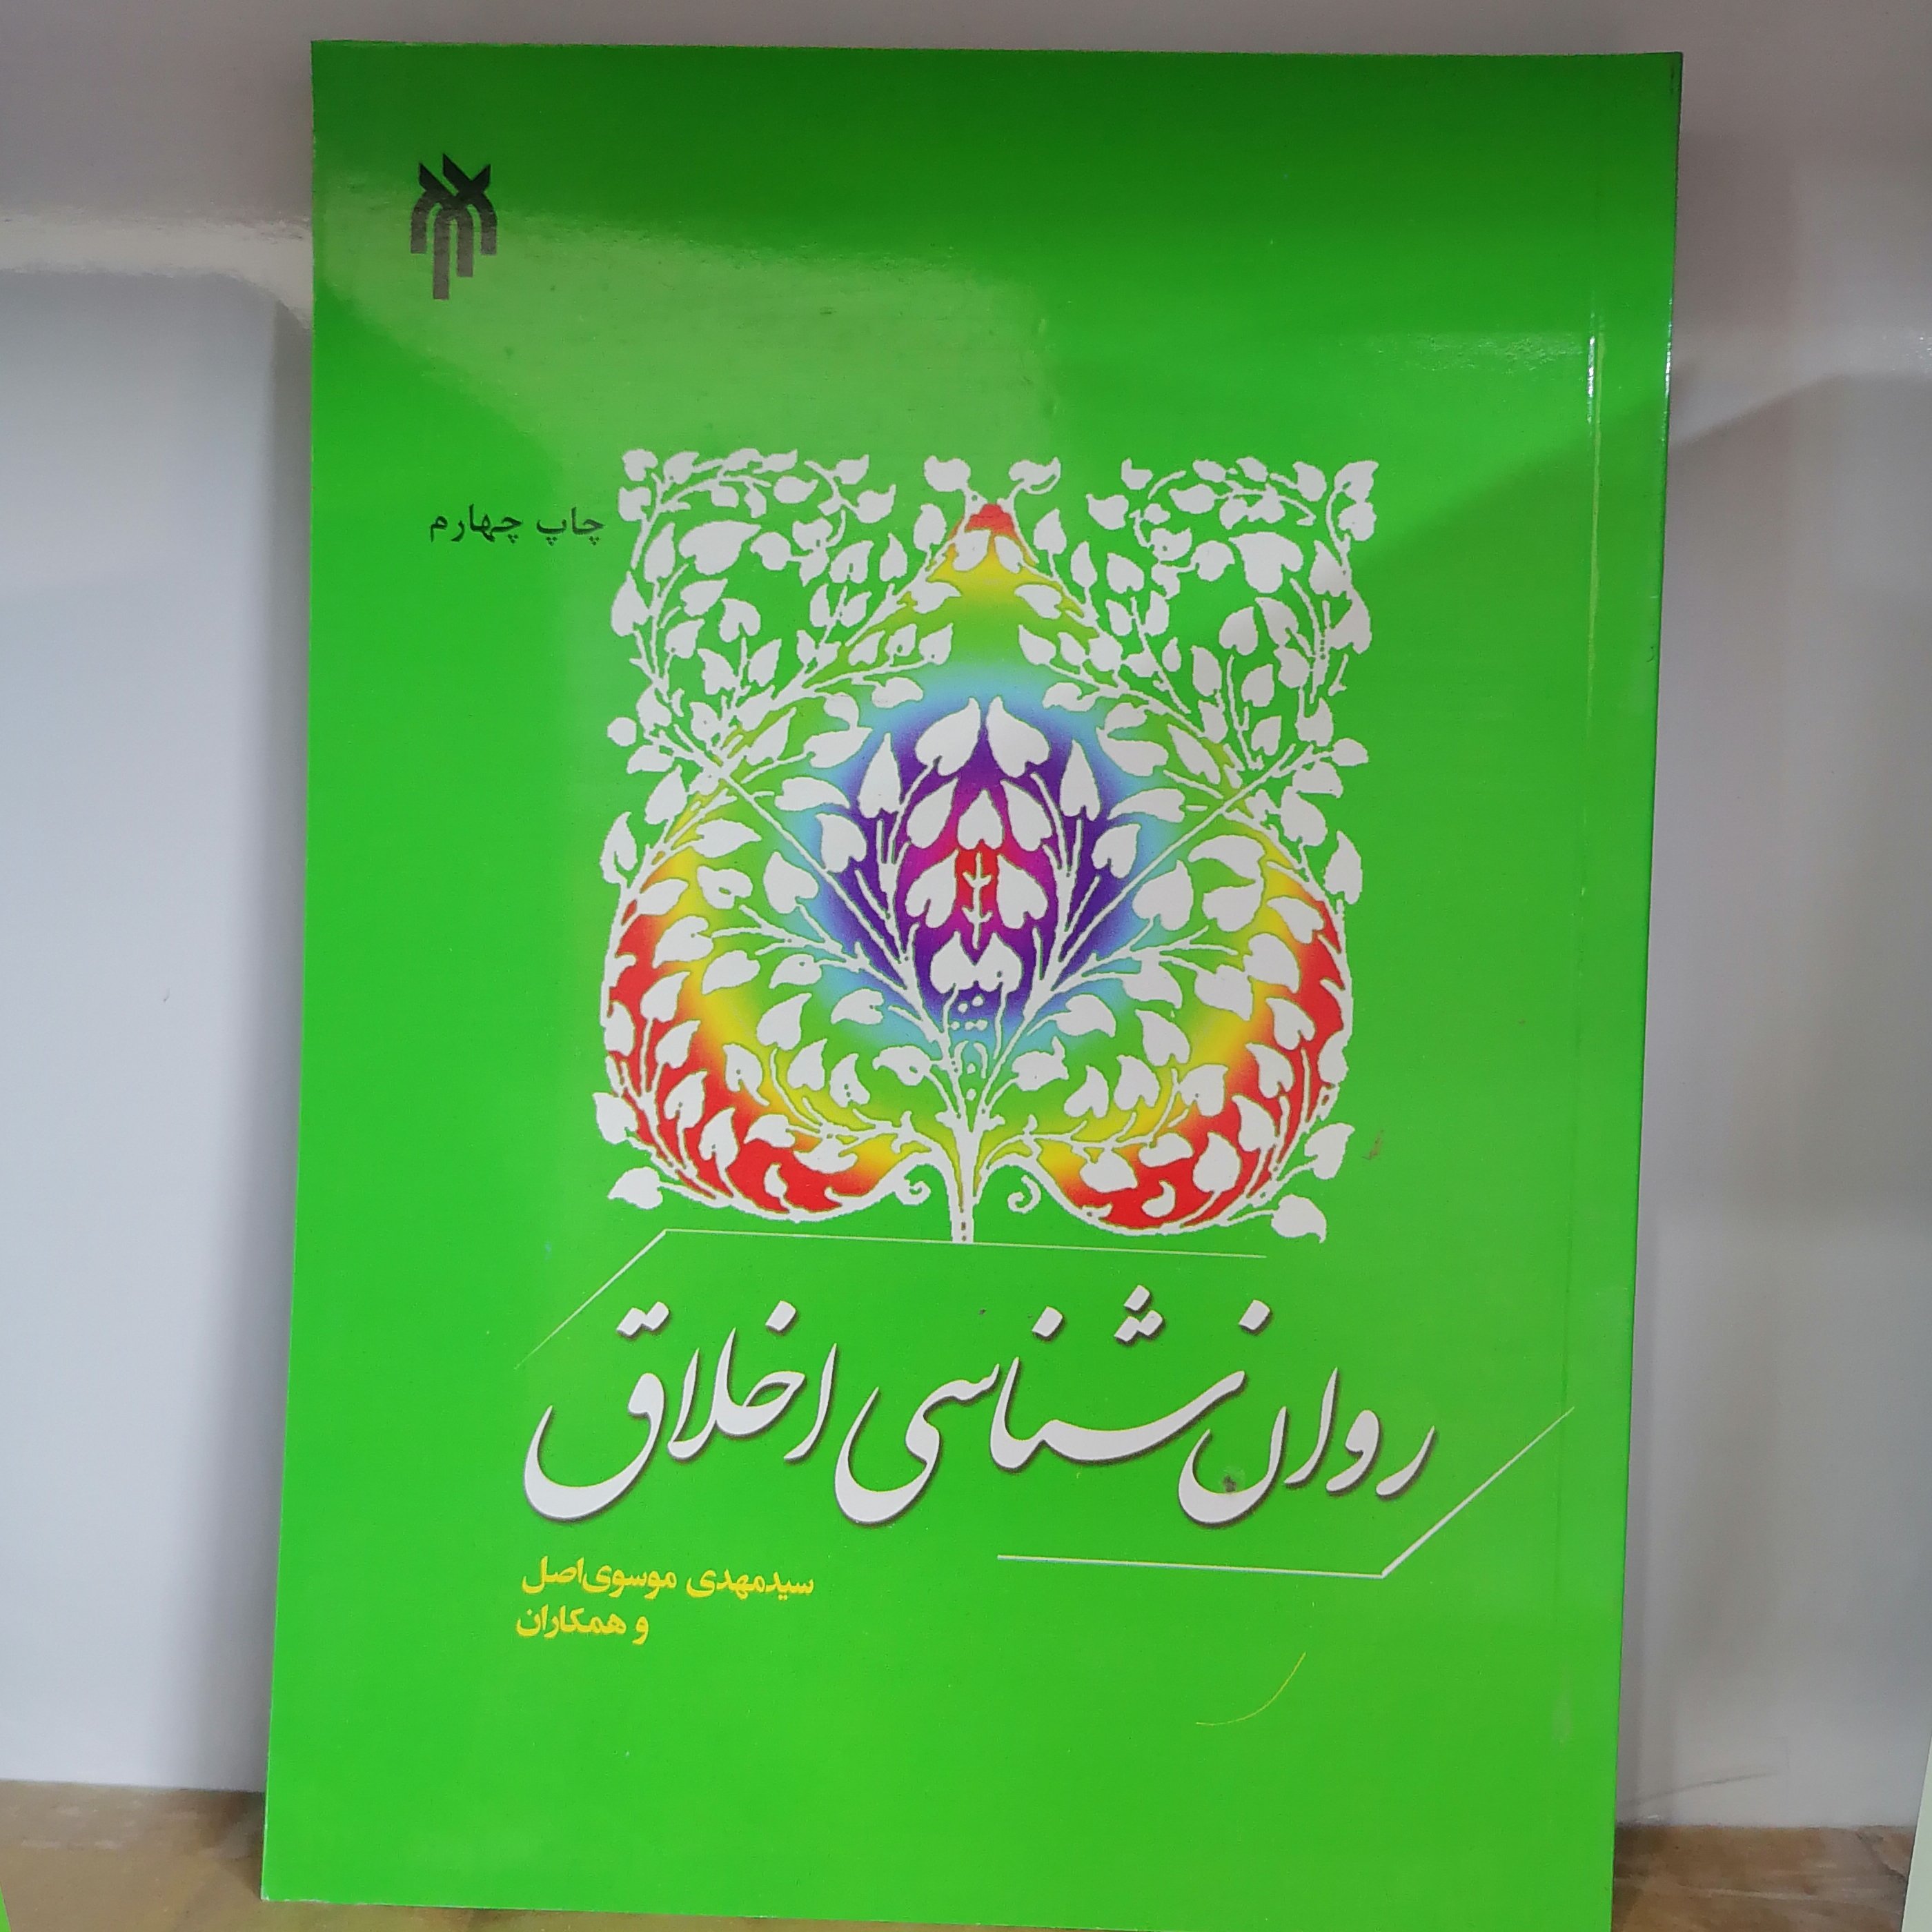 چاپ چهارم
روان‌شناسی اخلاق
سیدمهدی موسوی‌اصل
و همکاران